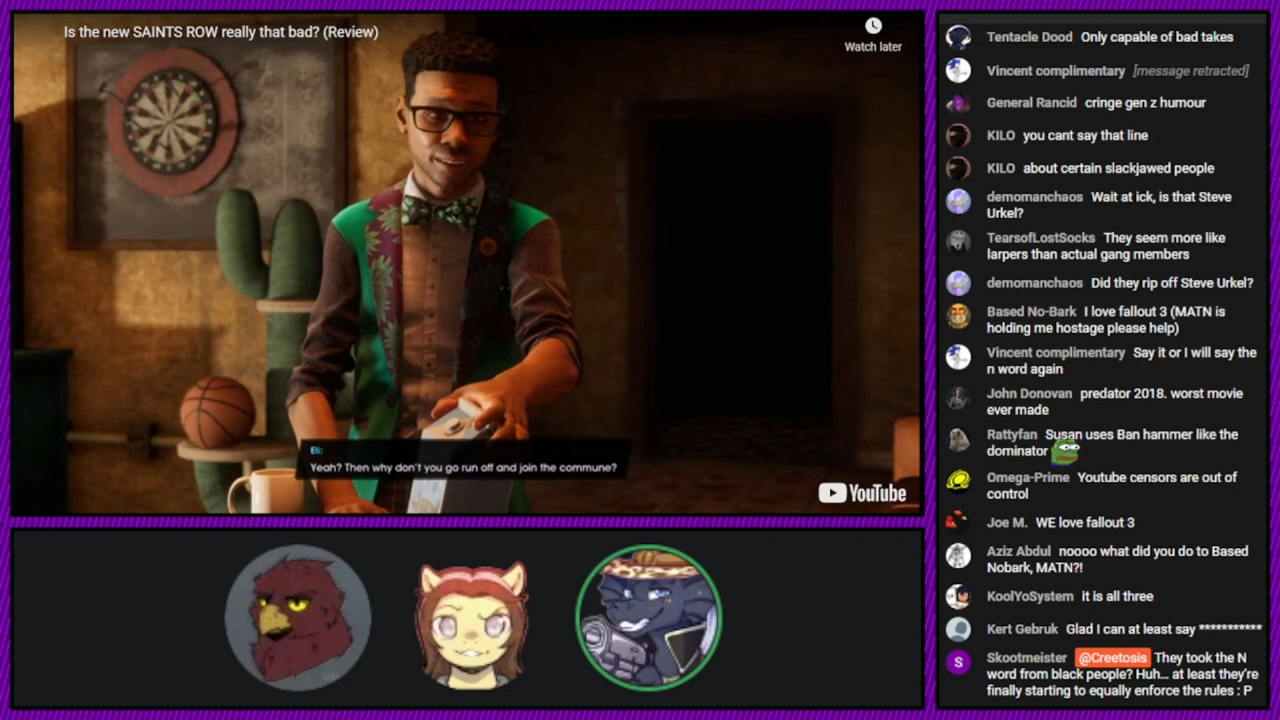 Is the new SAINTS ROW really that bad? (Review)
Watch later
Eli:
Yeah? Then why don't you go run off and join the commune?
YouTube
Tentacle Dood Only capable of bad takes
Vincent complimentary [message retracted]
General Rancid cringe gen z humour
KILO you cant say that line
KILO about certain slackjawed people
demomanchaos Wait at ick, is that Steve
Urkel?
TearsofLostSocks They seem more like
larpers than actual gang members
demomanchaos Did they rip off Steve Urkel?
Based No-Bark I love fallout 3 (MATN is
holding me hostage please help)
Vincent complimentary Say it or I will say the
n word again
John Donovan predator 2018. worst movie
ever made
Rattyfan Susan uses Ban hammer like the
dominator
Omega-Prime Youtube censors are out of
control
Joe M. WE love fallout 3
Aziz Abdul noooo what did you do to Based
Nobark, MATN?!
KoolYoSystem it is all three
Kert Gebruk Glad I can at least say ***********
S
Skootmeister @Creetosis They took the N
word from black people? Huh... at least they're
finally starting to equally enforce the rules : P